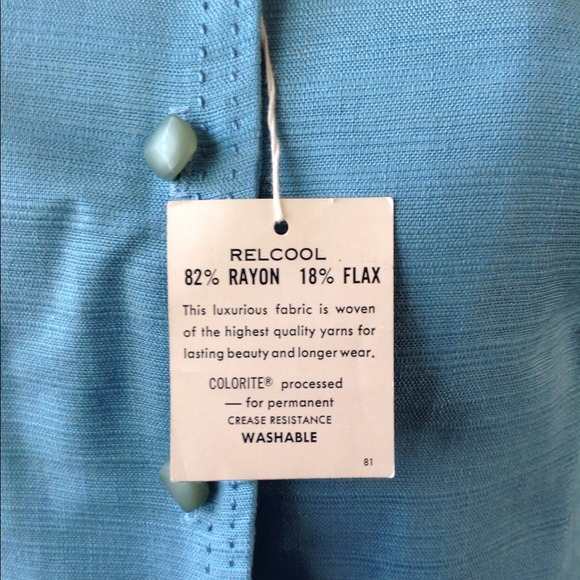 RELCOOL
82% RAYON 18% FLAX
This luxurious fabric is woven
of the highest quality yarns for
lasting beauty and longer wear.
COLORITE® processed
— for permanent
CREASE RESISTANCE
WASHABLE
81